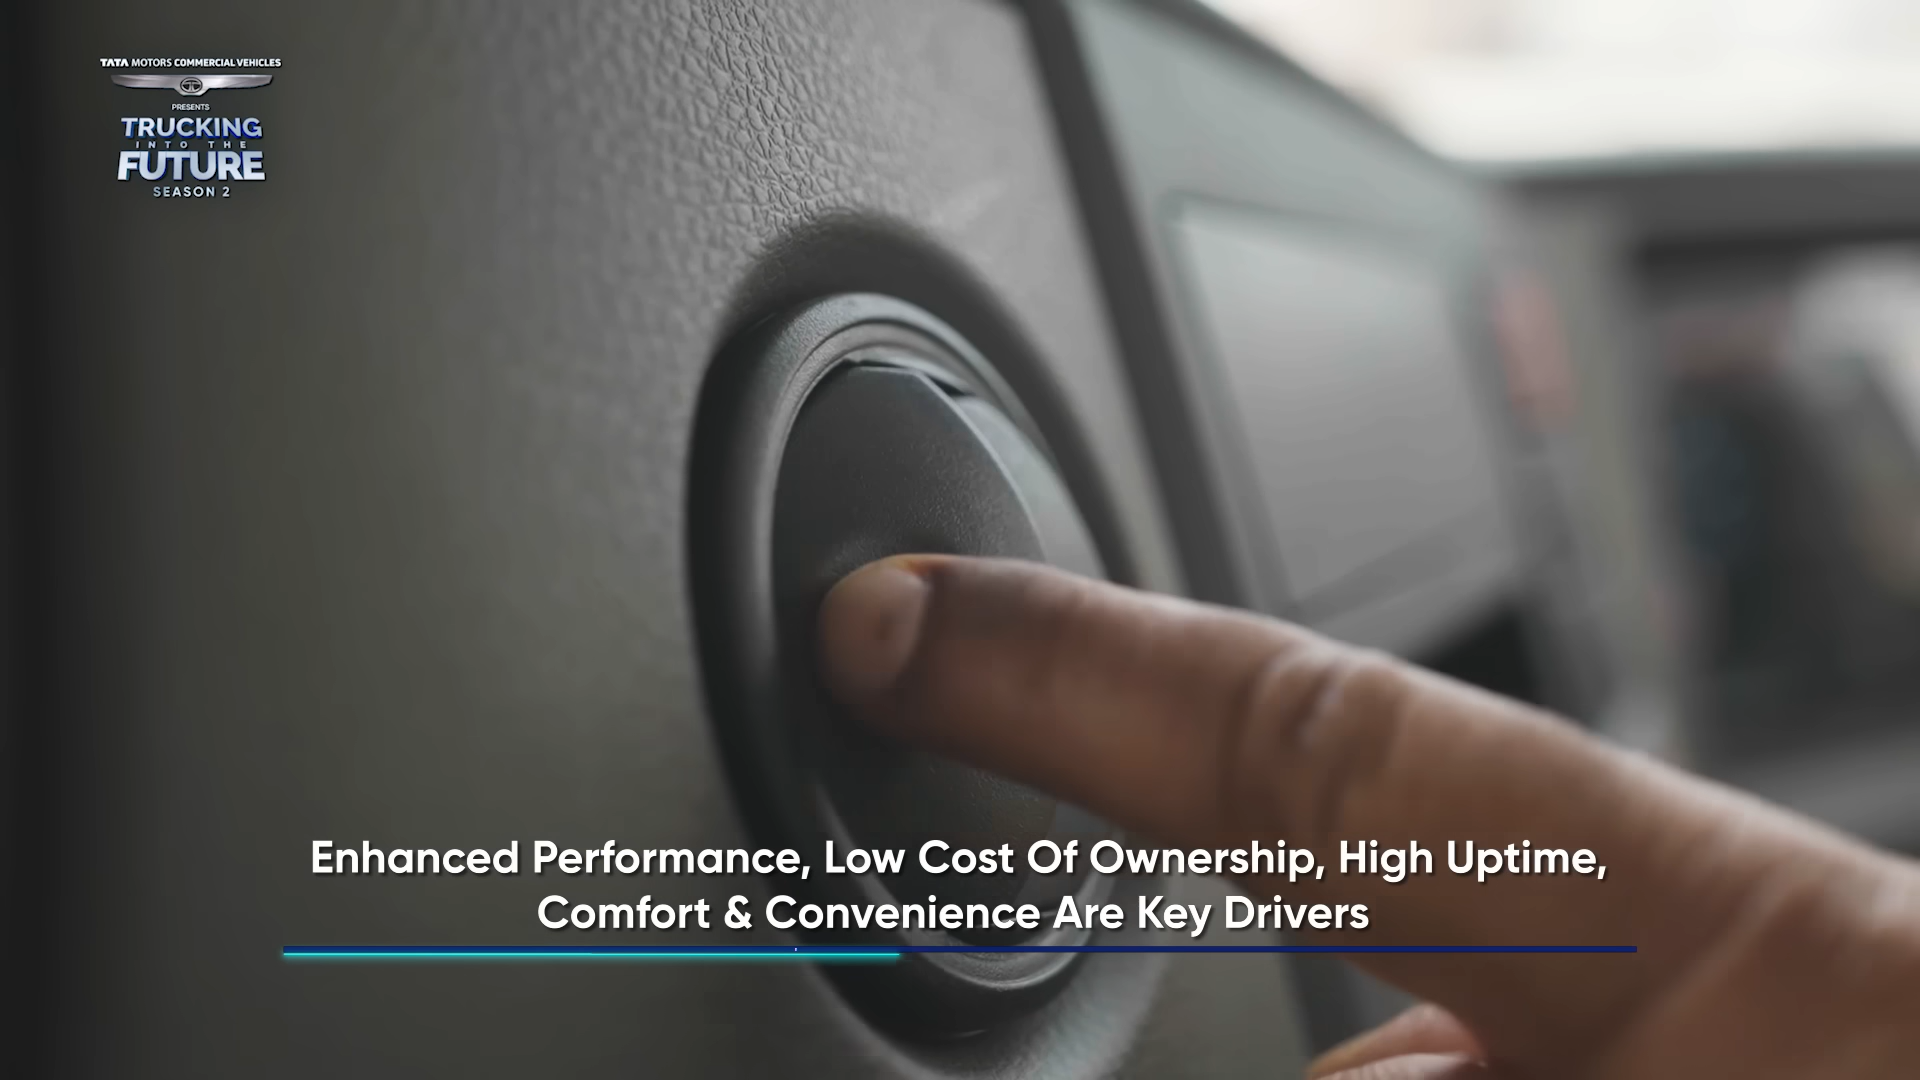 TATA MOTORS COMMERCIAL VEHICLES
PRESENTS
TRUCKING
INTO THE
FUTURE
SEASON 2
Enhanced Performance, Low Cost Of Ownership, High Uptime,
Comfort & Convenience Are Key Drivers